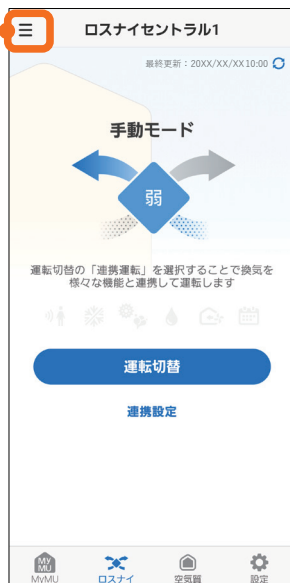 ロスナイセントラル1
最終更新：20XX/XX/XX 10:00
手動モード
弱
運転切替の「連携運転」を選択することで換気を
様々な機能と連携して運転します
運転切替
連携設定
MY
MU
MyMU
ロスナイ
空気質
設定